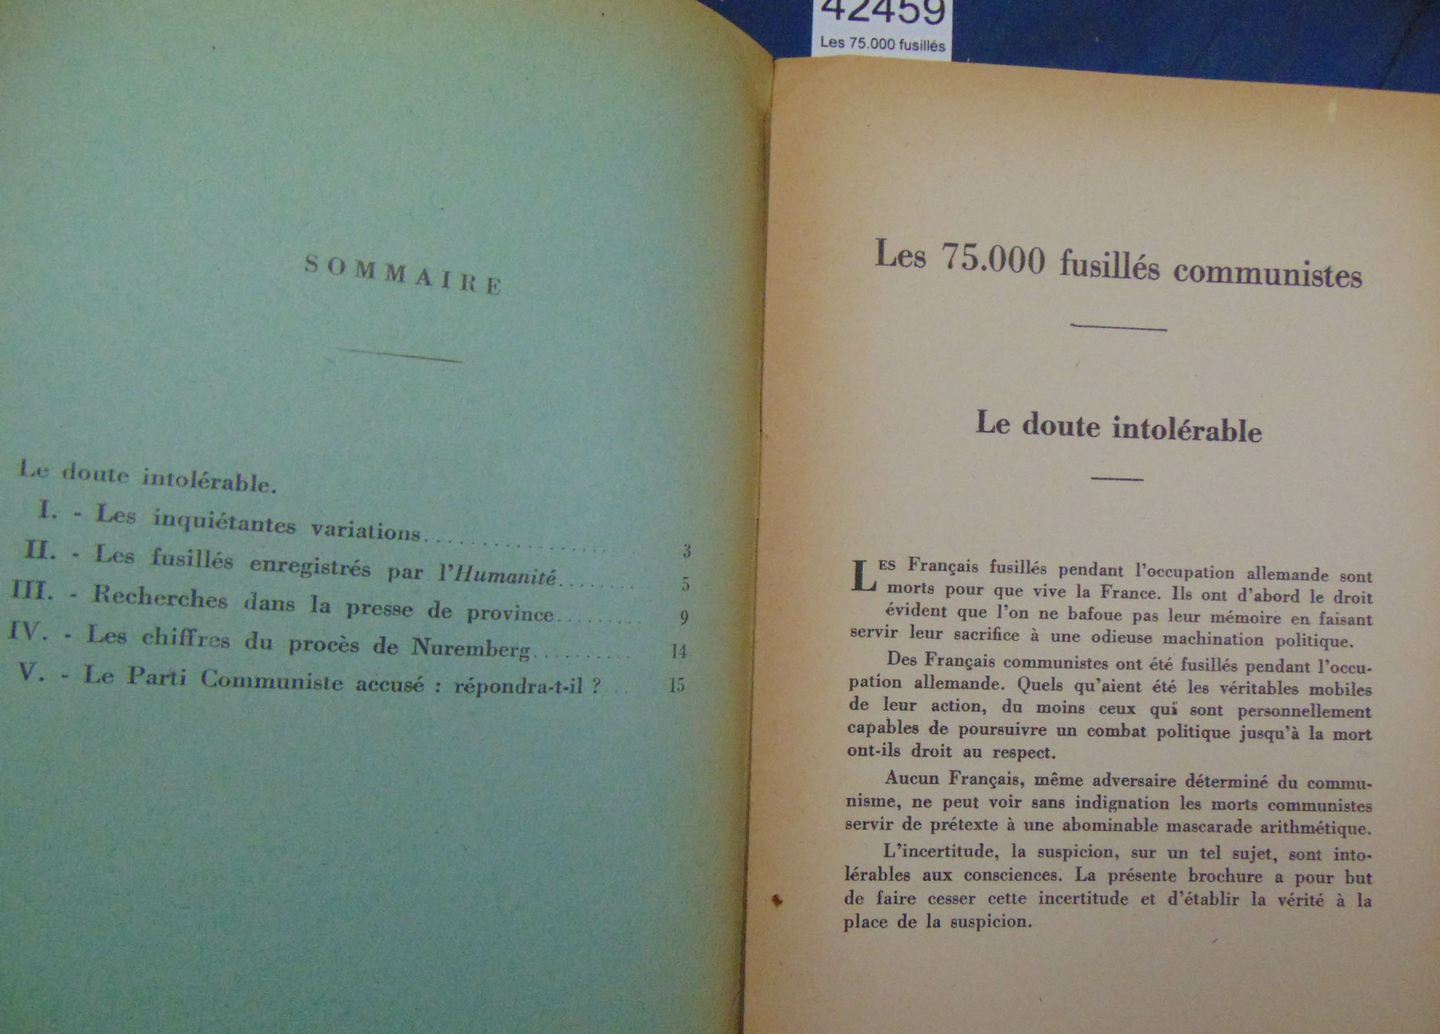 42459
Les 75.000 fusillés
SOMMAIRE
Le doute intolérable.
I. - Les inquiétantes variations.................... 3
II. - Les fusillés enregistrés par l'Humanité........ 5
III. - Recherches dans la presse de province......... 9
IV. - Les chiffres du procès de Nuremberg.......... 14
V. - Le Parti Communiste accusé : répondra-t-il ? .. 15
Les 75.000 fusillés communistes
Le doute intolérable
LES Français fusillés pendant l'occupation allemande sont
morts pour que vive la France. Ils ont d'abord le droit
évident que l'on ne bafoue pas leur mémoire en faisant
servir leur sacrifice à une odieuse machination politique.
Des Français communistes ont été fusillés pendant l'occu-
pation allemande. Quels qu'aient été les véritables mobiles
de leur action, du moins ceux qui sont personnellement
capables de poursuivre un combat politique jusqu'à la mort
ont-ils droit au respect.
Aucun Français, même adversaire déterminé du commu-
nisme, ne peut voir sans indignation les morts communistes
servir de prétexte à une abominable mascarade arithmétique.
L'incertitude, la suspicion, sur un tel sujet, sont into-
lérables aux consciences. La présente brochure a pour but
de faire cesser cette incertitude et d'établir la vérité à la
place de la suspicion.